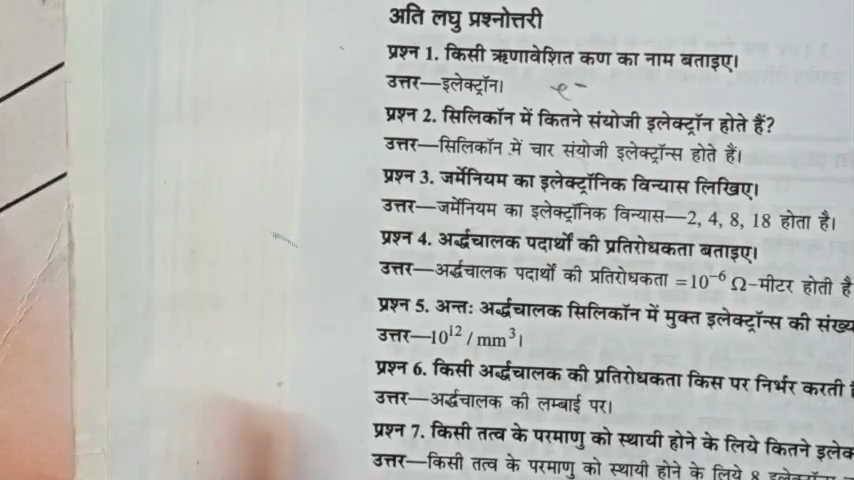 अति लघु प्रश्नोत्तरी
प्रश्न 1. किसी ऋणावेशित कण का नाम बताइए।
उत्तर—इलेक्ट्रॉन। e⁻
प्रश्न 2. सिलिकॉन में कितने संयोजी इलेक्ट्रॉन होते हैं?
उत्तर—सिलिकॉन में चार संयोजी इलेक्ट्रॉन्स होते हैं।
प्रश्न 3. जर्मेनियम का इलेक्ट्रॉनिक विन्यास लिखिए।
उत्तर—जर्मेनियम का इलेक्ट्रॉनिक विन्यास—2, 4, 8, 18 होता है।
प्रश्न 4. अर्द्धचालक पदार्थों की प्रतिरोधकता बताइए।
उत्तर—अर्द्धचालक पदार्थों की प्रतिरोधकता =10⁻⁶ Ω-मीटर होती है
प्रश्न 5. अन्तः अर्द्धचालक सिलिकॉन में मुक्त इलेक्ट्रॉन्स की
उत्तर—10¹² / mm³।
प्रश्न 6. किसी अर्द्धचालक की प्रतिरोधकता किस पर निर्भर करती
उत्तर—अर्द्धचालक की लम्बाई पर।
प्रश्न 7. किसी तत्व के परमाणु को स्थायी होने के लिये कितने
उत्तर—किसी तत्व के परमाणु को स्थायी होने के लिये 8